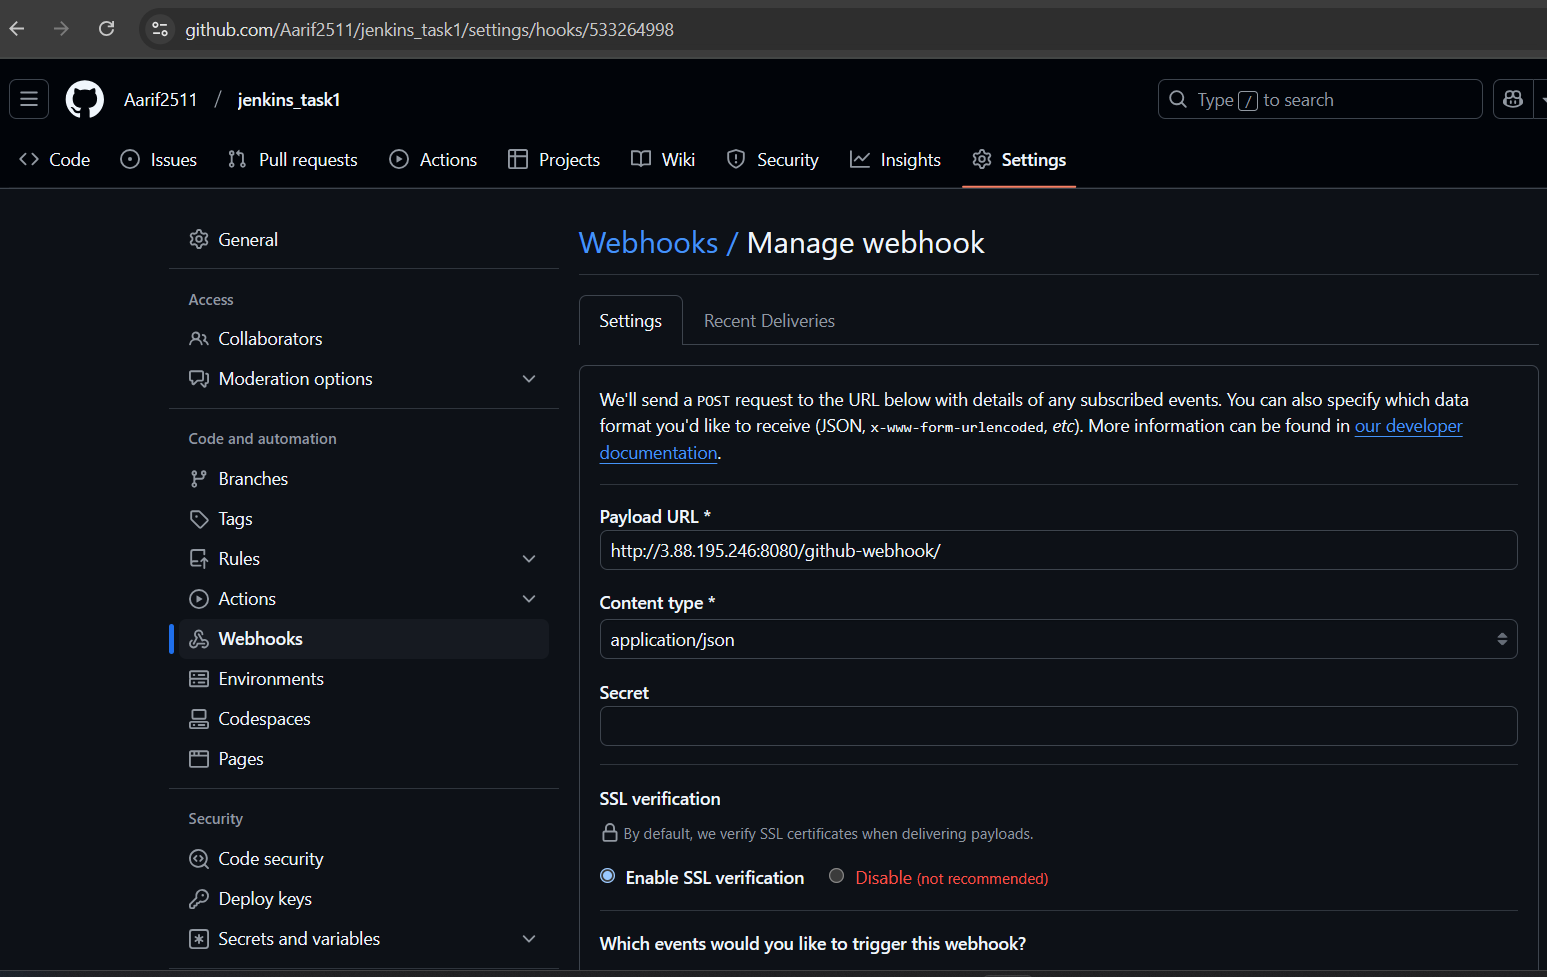 github.com/Aarif2511/jenkins_task1/settings/hooks/533264998
Aarif2511 / jenkins_task1
Type / to search
Code Issues Pull requests Actions Projects Wiki Security Insights Settings
General
Access
Collaborators
Moderation options
Code and automation
Branches
Tags
Rules
Actions
Webhooks
Environments
Codespaces
Pages
Security
Code security
Deploy keys
Secrets and variables
Webhooks / Manage webhook
Settings Recent Deliveries
We'll send a POST request to the URL below with details of any subscribed events. You can also specify which data
format you'd like to receive (JSON, x-www-form-urlencoded, etc). More information can be found in our developer
documentation.
Payload URL *
http://3.88.195.246:8080/github-webhook/
Content type *
application/json
Secret
SSL verification
By default, we verify SSL certificates when delivering payloads.
Enable SSL verification Disable (not recommended)
Which events would you like to trigger this webhook?